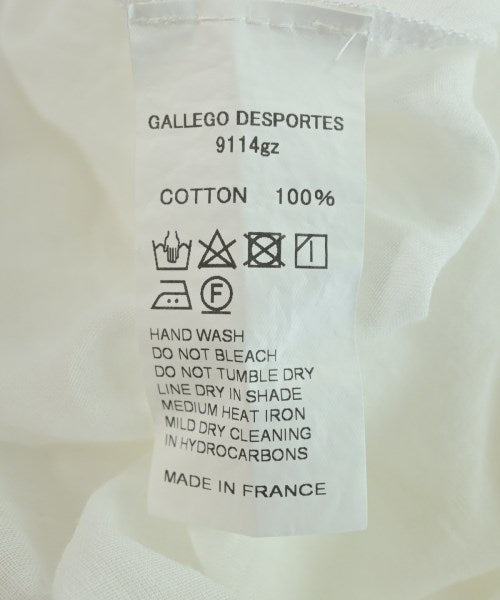 GALLEGO DESPORTES
9114gz
COTTON 100%
F
HAND WASH
DO NOT BLEACH
DO NOT TUMBLE DRY
LINE DRY IN SHADE
MEDIUM HEAT IRON
MILD DRY CLEANING
IN HYDROCARBONS
MADE IN FRANCE